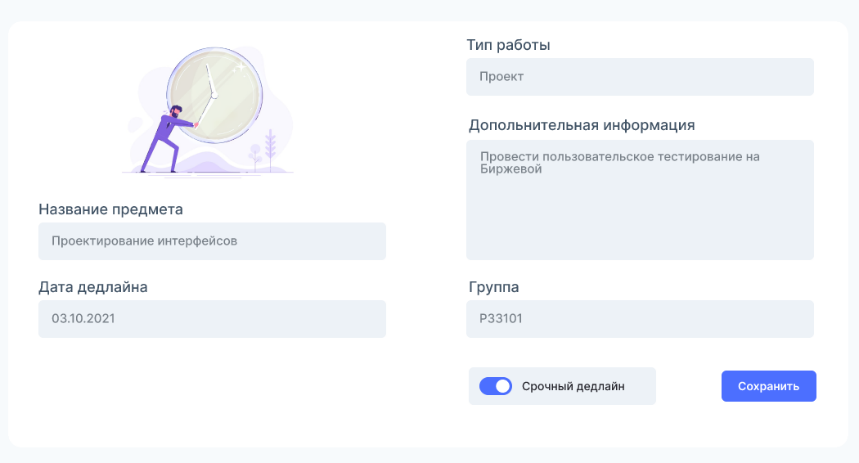 Название предмета
Проектирование интерфейсов
Дата дедлайна
03.10.2021
Тип работы
Проект
Допольнительная информация
Провести пользовательское тестирование на
Биржевой
Группа
P33101
Срочный дедлайн
Сохранить